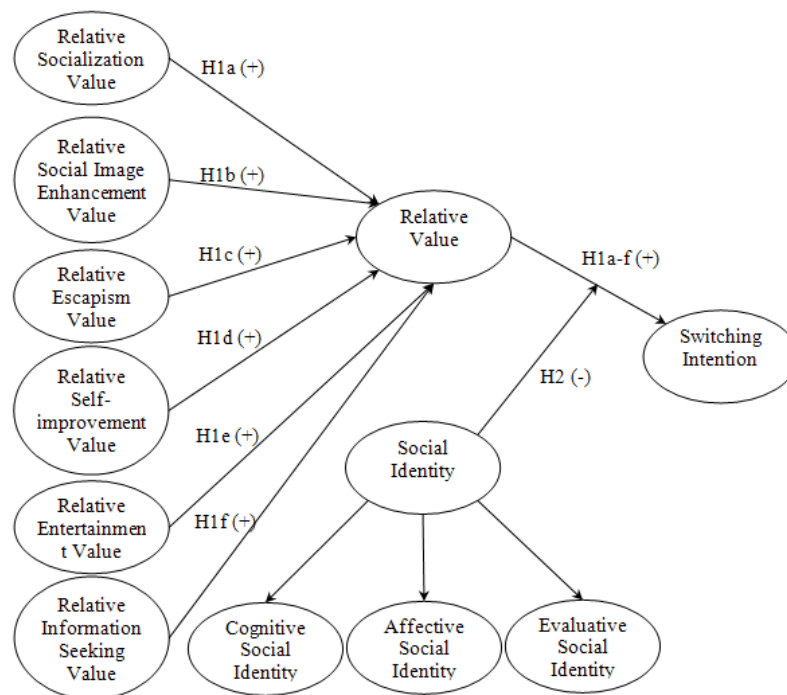 Relative
Socialization
Value
H1a (+)
Relative
Social Image
Enhancement
Value
H1b (+)
Relative
Value
Relative
Escapism
Value
H1c (+)
H1a-f (+)
Switching
Intention
Relative
Self-
improvement
Value
H1d (+)
H2 (-)
H1e (+)
Social
Identity
Relative
Entertainmen
t Value
H1f (+)
Relative
Information
Seeking
Value
Cognitive
Social
Identity
Affective
Social
Identity
Evaluative
Social
Identity